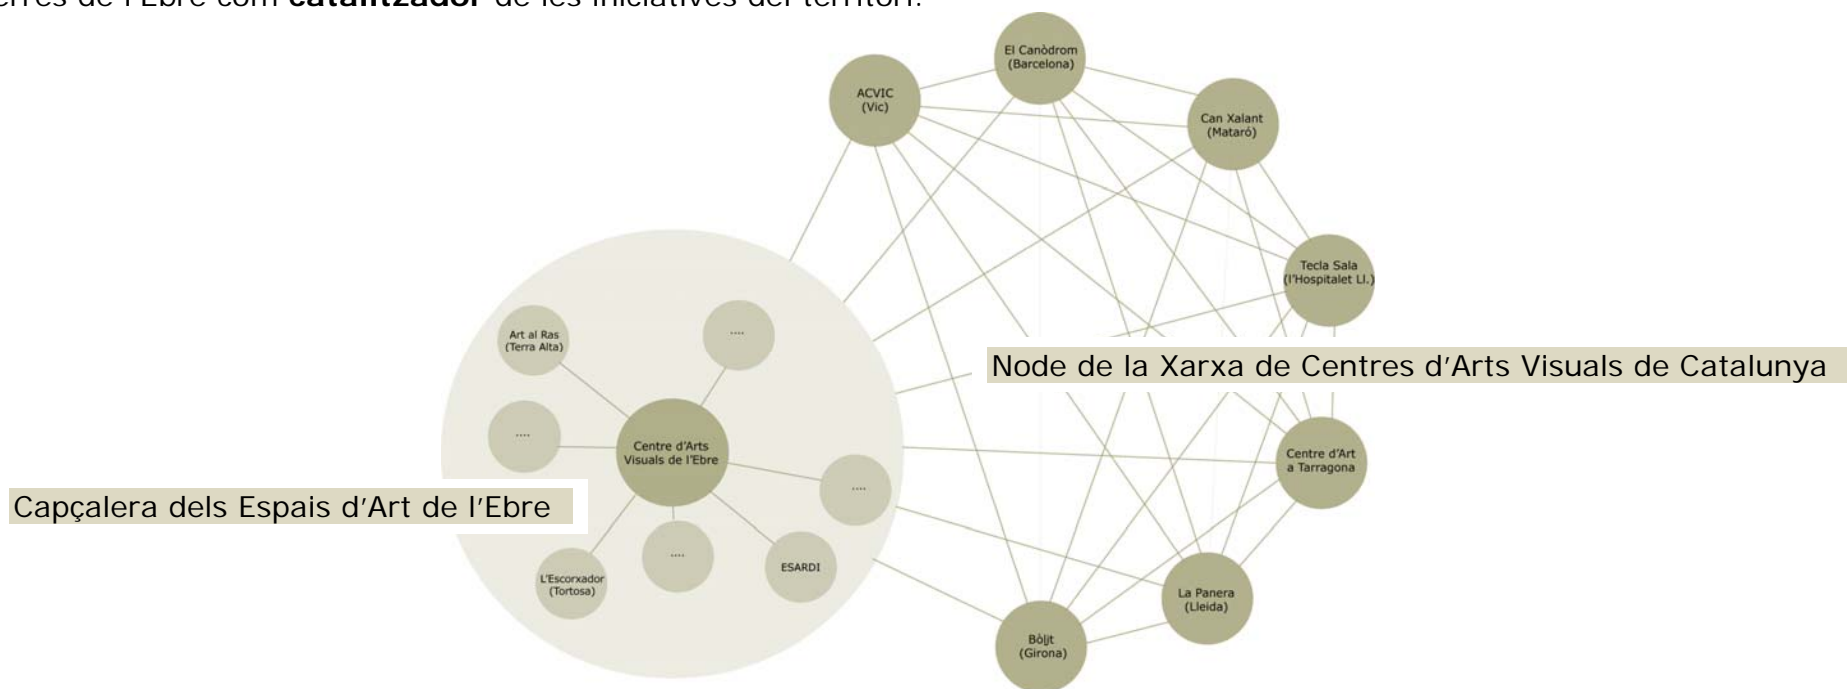 erres de l'Ebre com catalitzador de les iniciatives del territori.
El Canòdrom
(Barcelona)
ACVIC
(Vic)
Can Xalant
(Mataró)
Tecla Sala
(l'Hospitalet Ll.)
Art al Ras
(Terra Alta)
....
Node de la Xarxa de Centres d'Arts Visuals de Catalunya
....
Centre d'Arts
Visuals de l'Ebre
Centre d'Art
a Tarragona
....
Capçalera dels Espais d'Art de l'Ebre
....
ESARDI
L'Escorxador
(Tortosa)
La Panera
(Lleida)
Bòljt
(Girona)